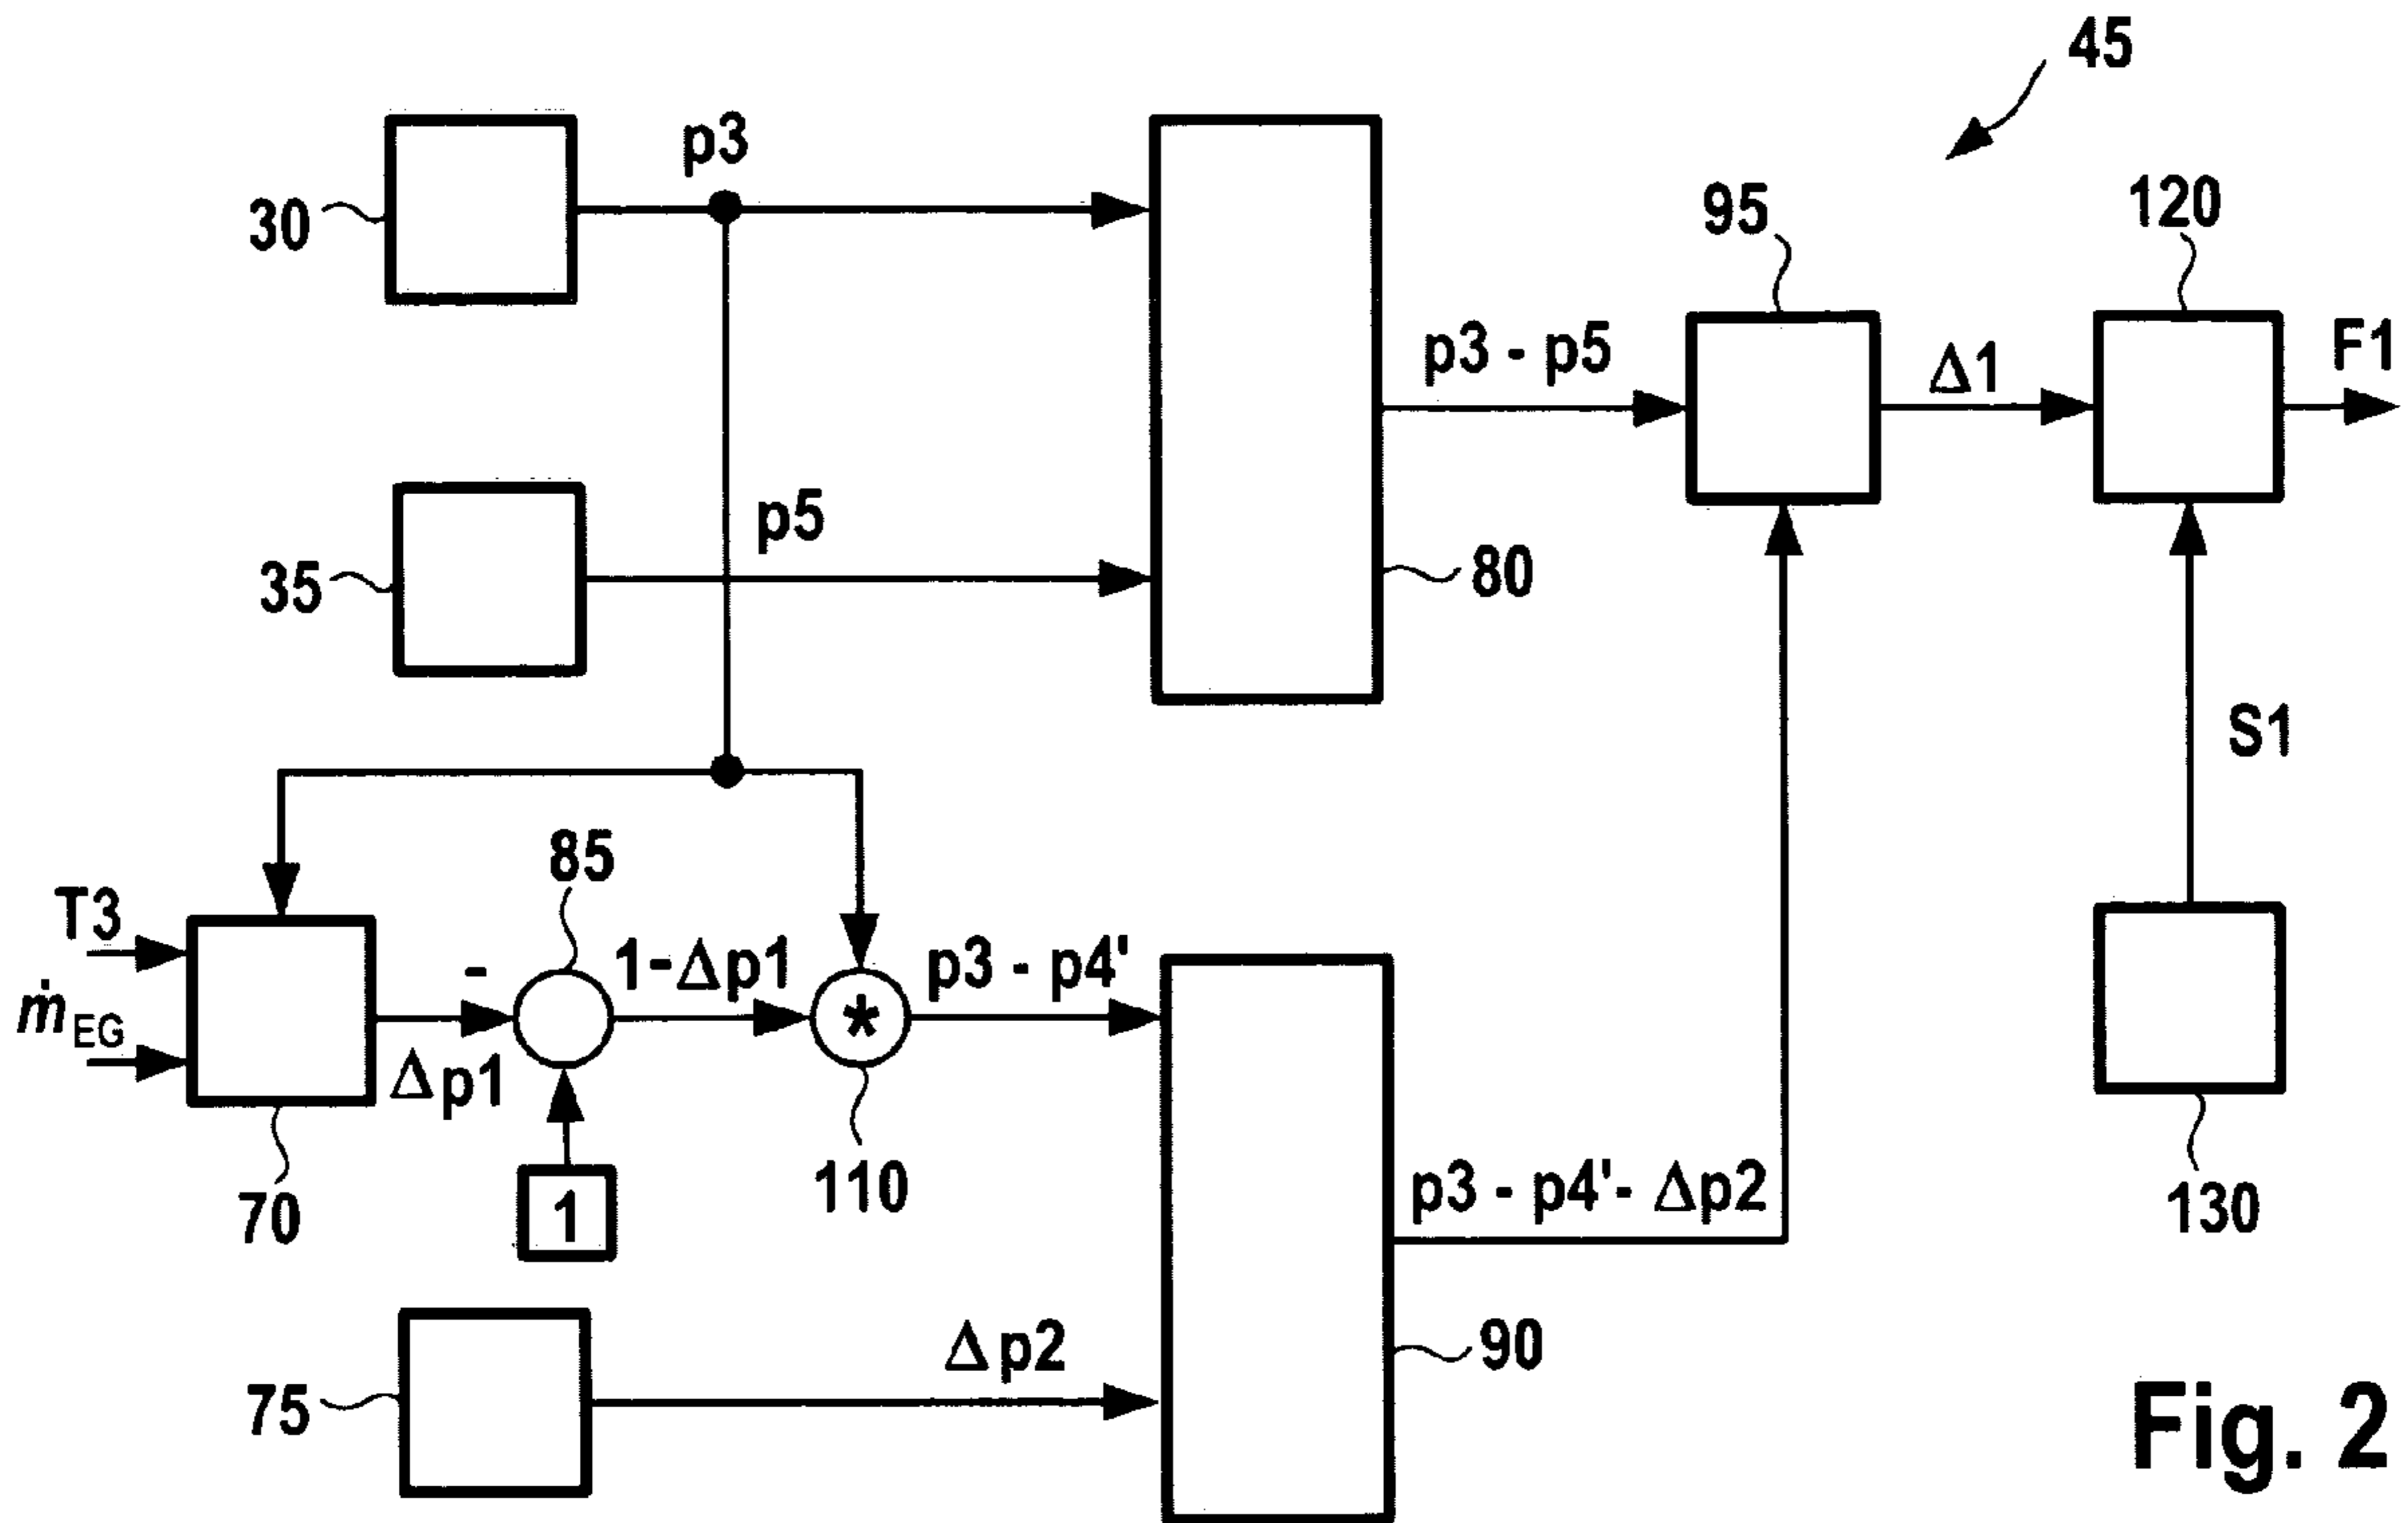 45
p3
30
95
120
p3 - p5
Δ1
F1
p5
35
80
S1
85
T3
1-Δp1
p3 - p4'
-
ṁEG
*
Δp1
1
70
110
p3 - p4'- Δp2
130
Δp2
90
75
Fig. 2